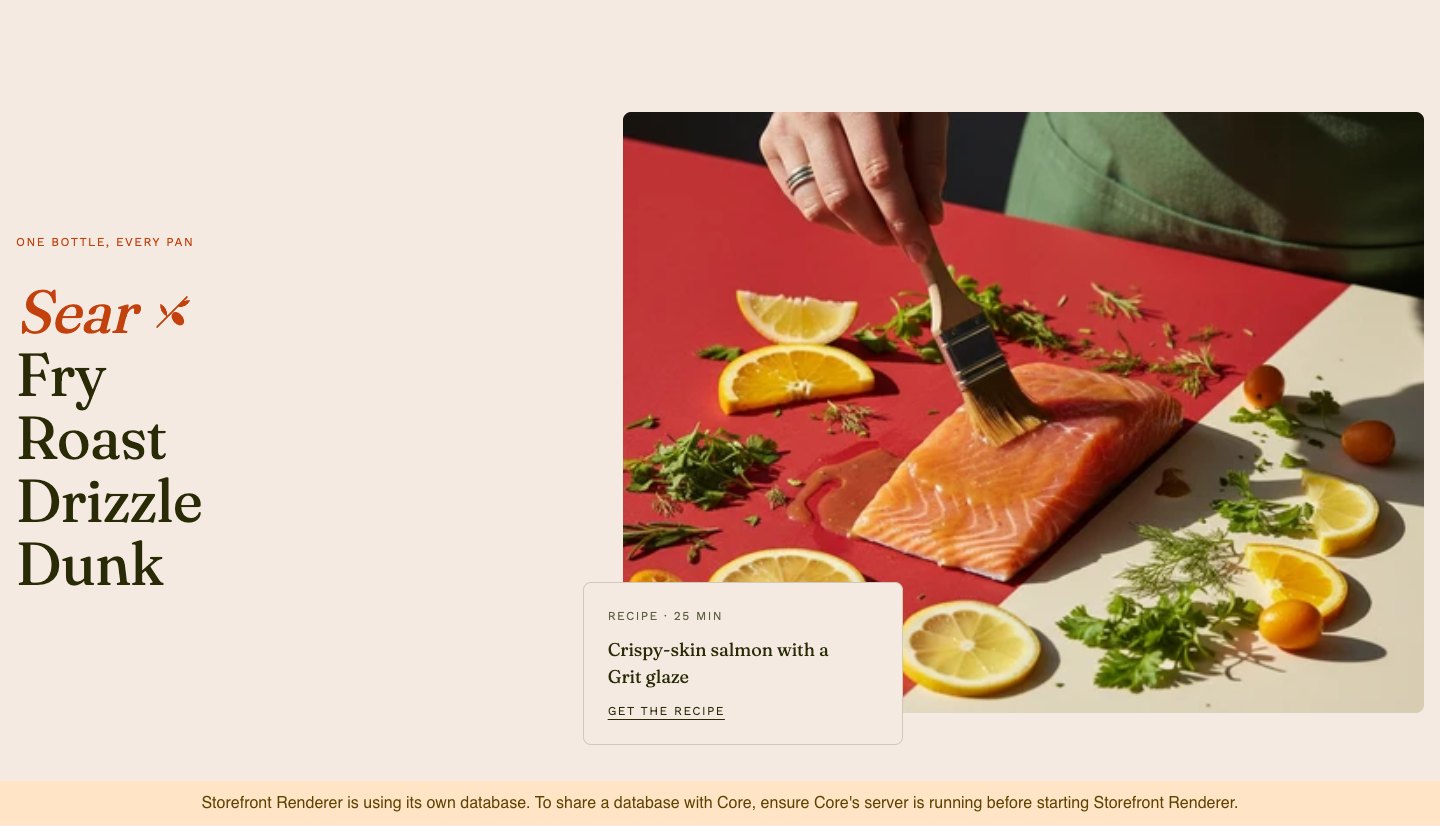 ONE BOTTLE, EVERY PAN
Sear
Fry
Roast
Drizzle
Dunk
RECIPE · 25 MIN
Crispy-skin salmon with a
Grit glaze
GET THE RECIPE
Storefront Renderer is using its own database. To share a database with Core, ensure Core's server is running before starting Storefront Renderer.